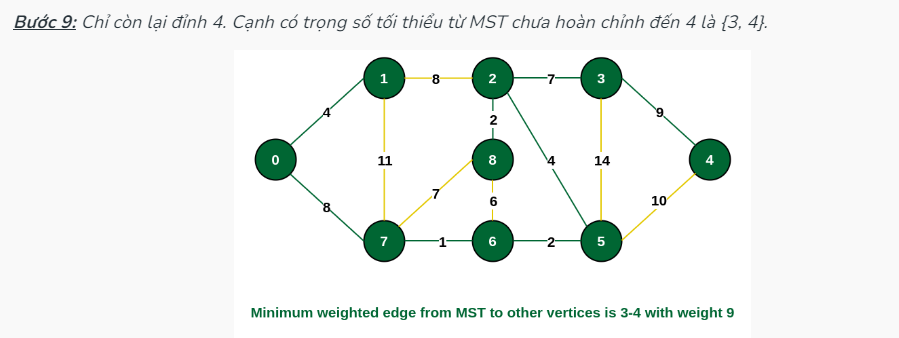 Bước 9: Chỉ còn lại đỉnh 4. Cạnh có trọng số tối thiểu từ MST chưa hoàn chỉnh đến 4 là {3, 4}.
1 8 2 7 3
4 2 9
0 11 8 4 14 4
8 7 6 10
7 1 6 2 5
Minimum weighted edge from MST to other vertices is 3-4 with weight 9